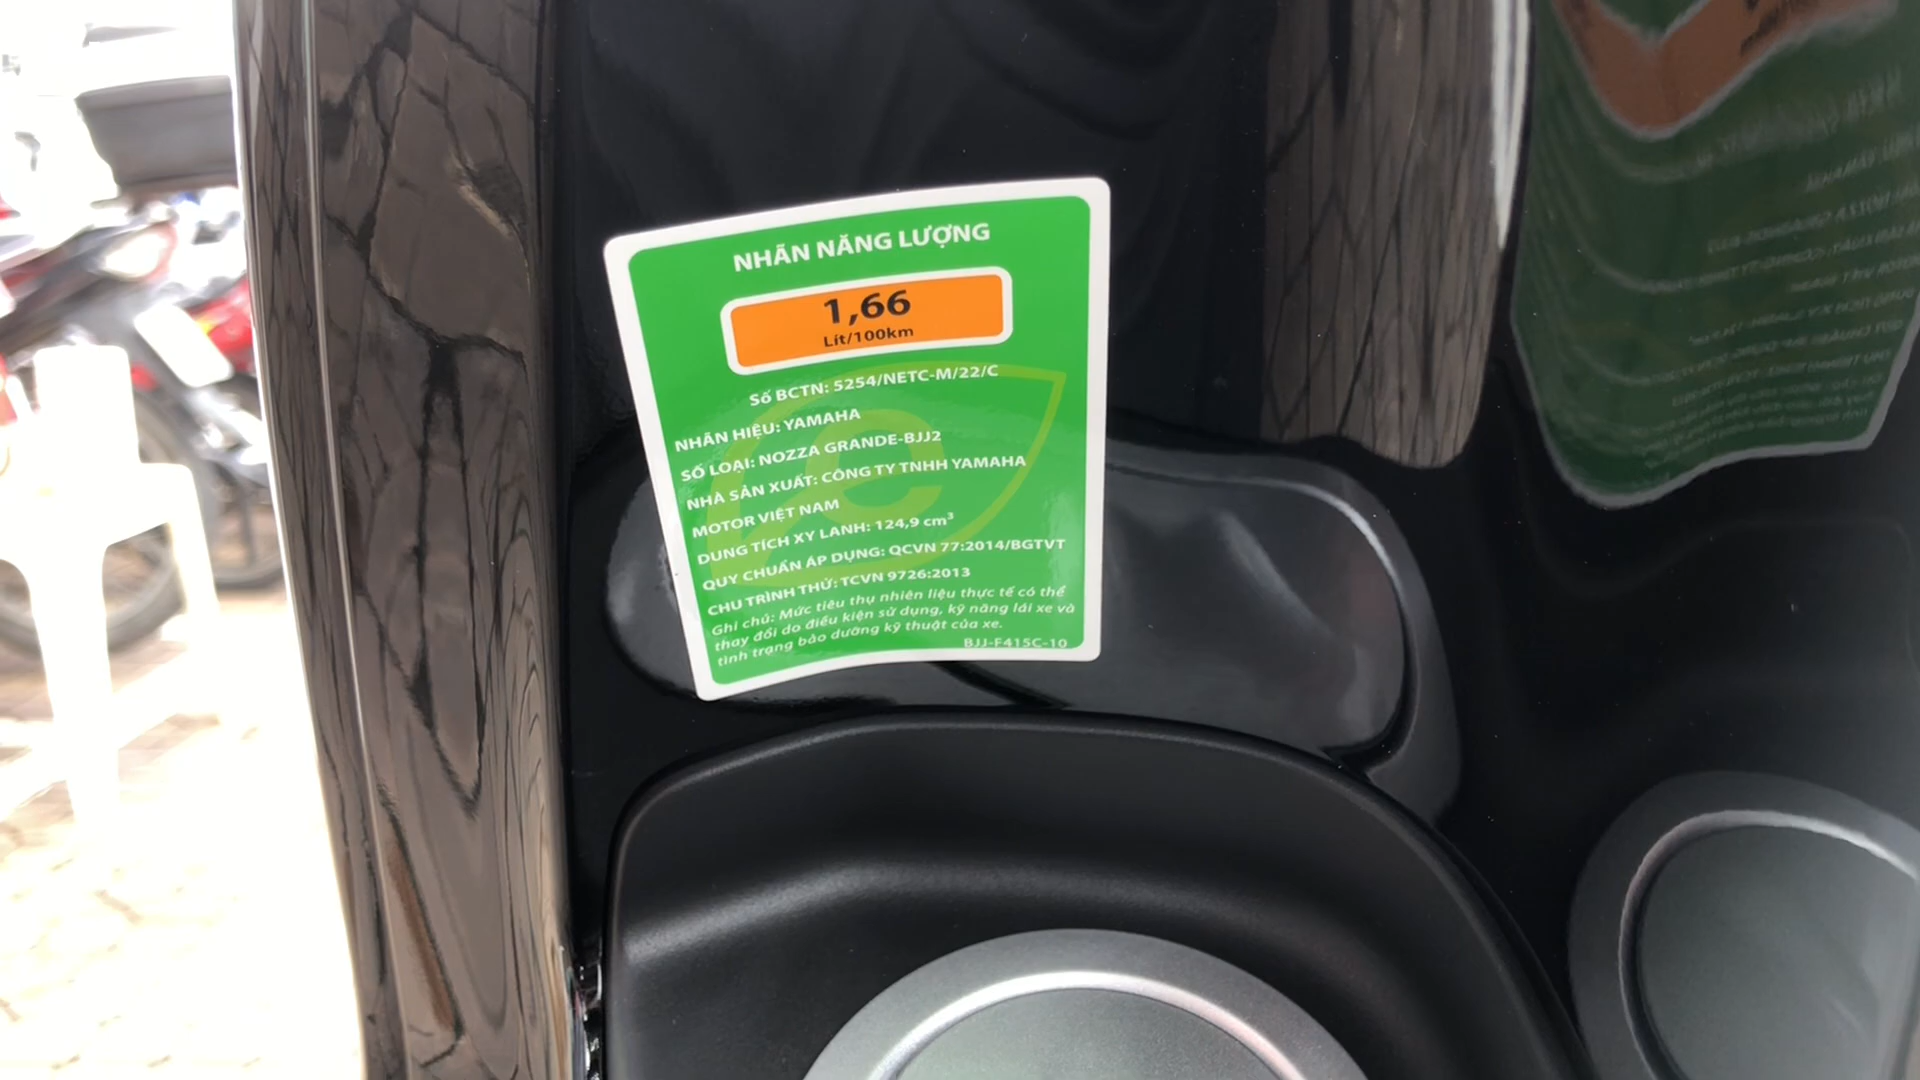 NHÃN NĂNG LƯỢNG
1,66
Lít/100km
Số BCTN: 5254/NETC-M/22/C
NHÃN HIỆU: YAMAHA
SỐ LOẠI: NOZZA GRANDE-BJJ2
NHÀ SẢN XUẤT: CÔNG TY TNHH YAMAHA
MOTOR VIỆT NAM
DUNG TÍCH XY LANH: 124,9 cm³
QUY CHUẨN ÁP DỤNG: QCVN 77:2014/BGTVT
CHU TRÌNH THỬ: TCVN 9726:2013
Ghi chú: Mức tiêu thụ nhiên liệu thực tế có thể
thay đổi do điều kiện sử dụng, kỹ năng lái xe và
tình trạng bảo dưỡng kỹ thuật của xe.
BJJ-F415C-10